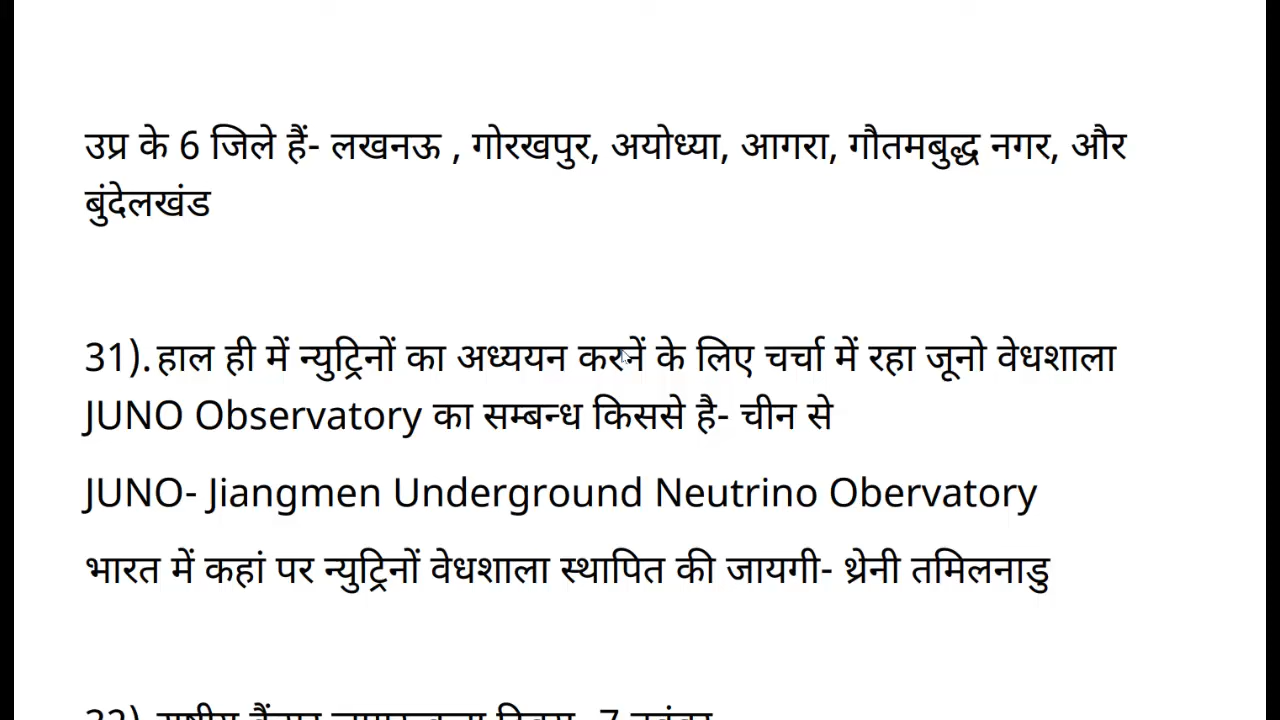 उप्र के 6 जिले हैं- लखनऊ , गोरखपुर, अयोध्या, आगरा, गौतमबुद्ध नगर, और
बुंदेलखंड
31). हाल ही में न्युट्रिनों का अध्ययन करनें के लिए चर्चा में रहा जूनो वेधशाला
JUNO Observatory का सम्बन्ध किससे है- चीन से
JUNO- Jiangmen Underground Neutrino Obervatory
भारत में कहां पर न्युट्रिनों वेधशाला स्थापित की जायगी- थ्रेनी तमिलनाडु